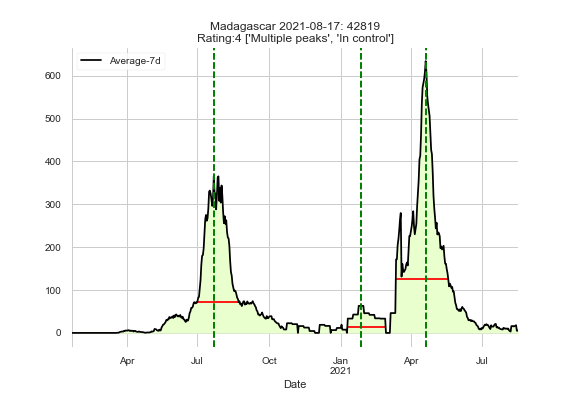 Madagascar 2021-08-17: 42819
Rating:4 ['Multiple peaks', 'In control']
Average-7d
600
500
400
300
200
100
0
Apr
Jul
Oct
Jan
2021
Apr
Jul
Date